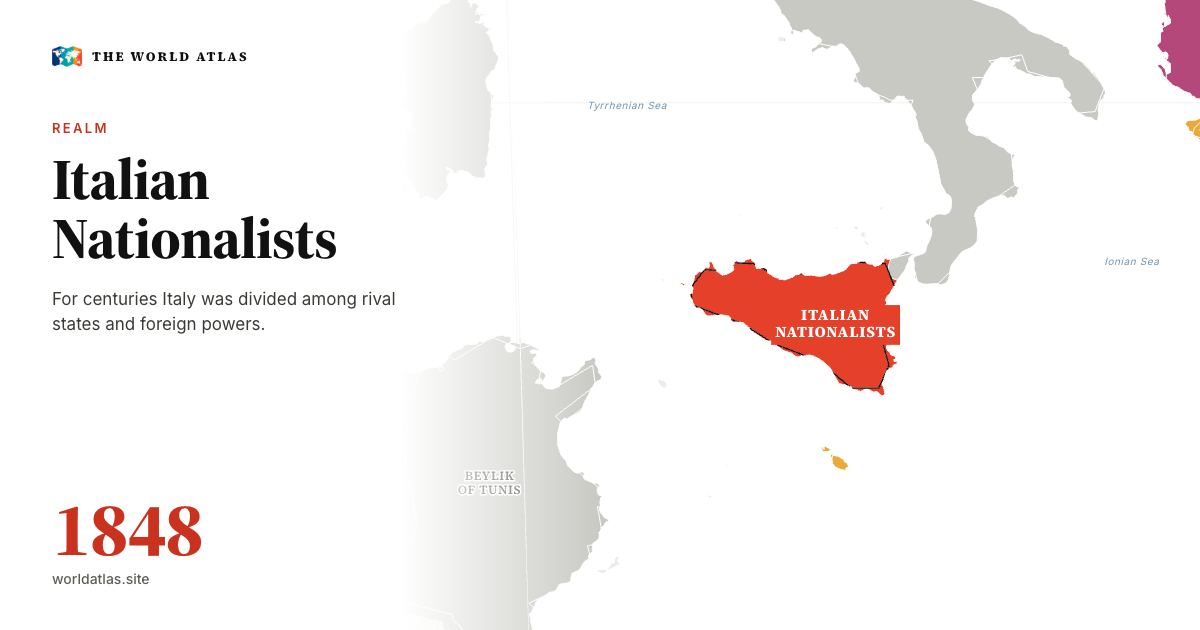 THE WORLD ATLAS
REALM
Italian
Nationalists
For centuries Italy was divided among rival
states and foreign powers.
1848
worldatlas.site
Tyrrhenian Sea
Ionian Sea
ITALIAN
NATIONALISTS
BEYLIK
OF TUNIS